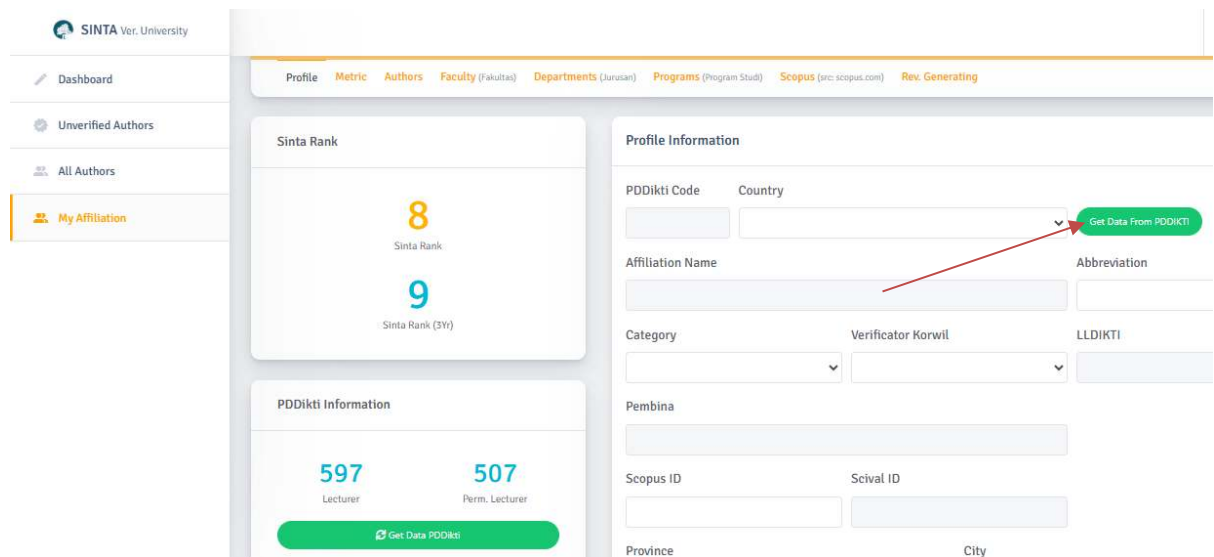 SINTA Ver. University
Dashboard
Unverified Authors
All Authors
My Affiliation
Profile Metric Authors Faculty (Fakultas) Departments (Jurusan) Programs (Program Studi) Scopus (src: scopus.com) Rev. Generating
Sinta Rank
8
Sinta Rank
9
Sinta Rank (3Yr)
PDDikti Information
597 507
Lecturer Perm. Lecturer
Get Data PDDikti
Profile Information
PDDikti Code Country
Get Data From PDDIKTI
Affiliation Name Abbreviation
Category Verificator Korwil LLDIKTI
Pembina
Scopus ID Scival ID
Province City